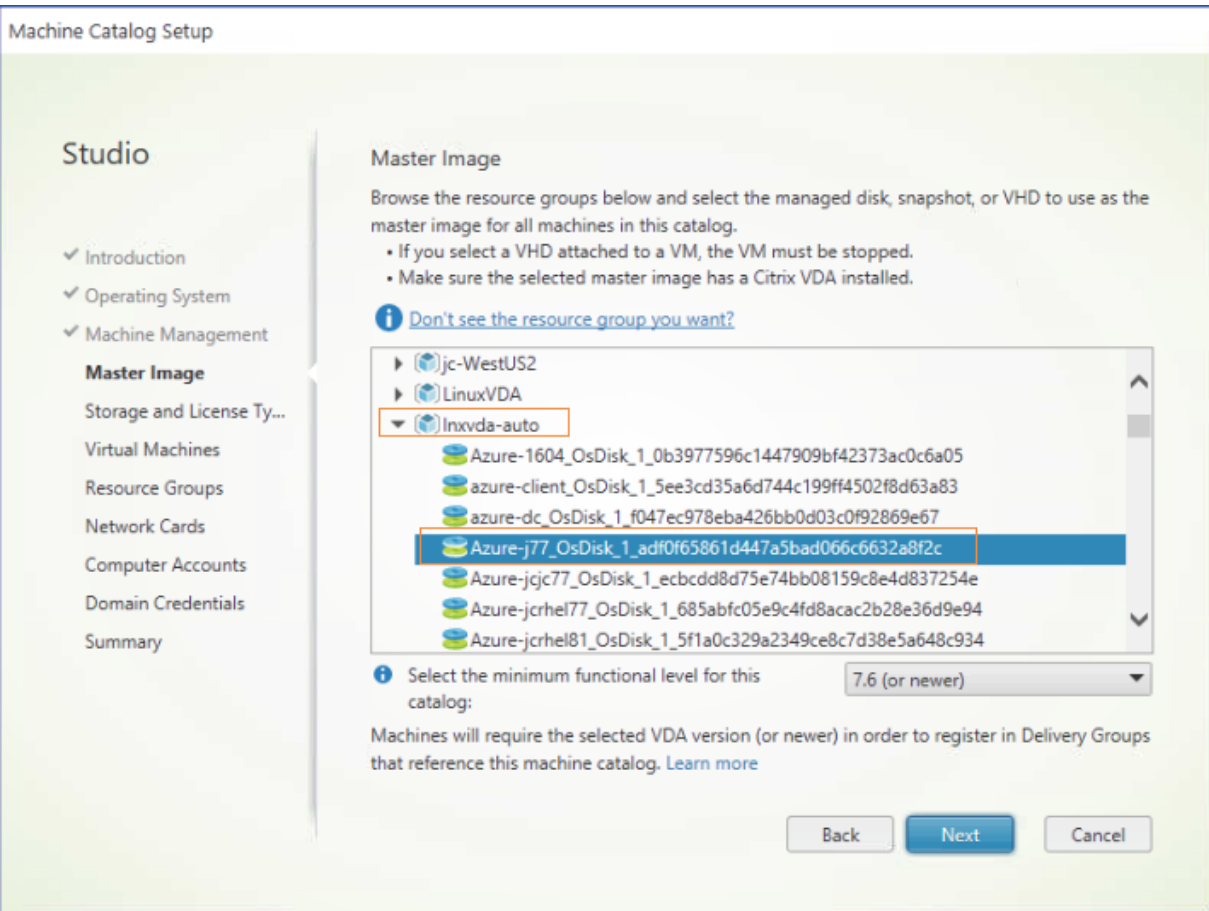 Machine Catalog Setup
Studio
Introduction
Operating System
Machine Management
Master Image
Storage and License Ty...
Virtual Machines
Resource Groups
Network Cards
Computer Accounts
Domain Credentials
Summary
Master Image
Browse the resource groups below and select the managed disk, snapshot, or VHD to use as the
master image for all machines in this catalog.
• If you select a VHD attached to a VM, the VM must be stopped.
• Make sure the selected master image has a Citrix VDA installed.
Don't see the resource group you want?
jc-WestUS2
LinuxVDA
lnxvda-auto
Azure-1604_OsDisk_1_0b3977596c1447909bf42373ac0c6a05
azure-client_OsDisk_1_5ee3cd35a6d744c199ff4502f8d63a83
azure-dc_OsDisk_1_f047ec978eba426bb0d03c0f92869e67
Azure-j77_OsDisk_1_adf0f65861d447a5bad066c6632a8f2c
Azure-jcjc77_OsDisk_1_ecbcdd8d75e74bb08159c8e4d837254e
Azure-jcrhel77_OsDisk_1_685abfc05e9c4fd8acac2b28e36d9e94
Azure-jcrhel81_OsDisk_1_5f1a0c329a2349ce8c7d38e5a648c934
Select the minimum functional level for this
catalog:
7.6 (or newer)
Machines will require the selected VDA version (or newer) in order to register in Delivery Groups
that reference this machine catalog. Learn more
Back
Next
Cancel